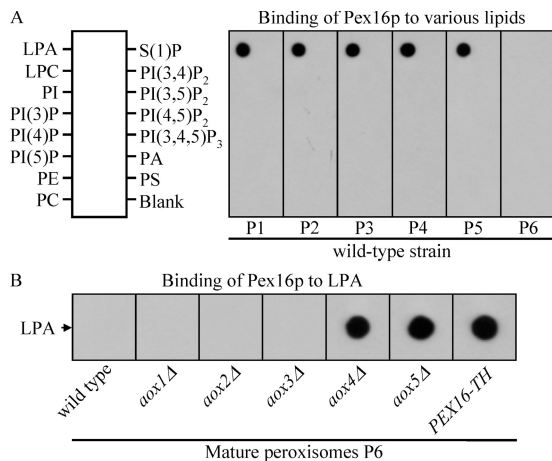 A
Binding of Pex16p to various lipids
LPA S(1)P
LPC PI(3,4)P₂
PI PI(3,5)P₂
PI(3)P PI(4,5)P₂
PI(4)P PI(3,4,5)P₃
PI(5)P PA
PE PS
PC Blank
P1 P2 P3 P4 P5 P6
wild-type strain
B
Binding of Pex16p to LPA
LPA
wild type aox1Δ aox2Δ aox3Δ aox4Δ aox5Δ PEX16-TH
Mature peroxisomes P6